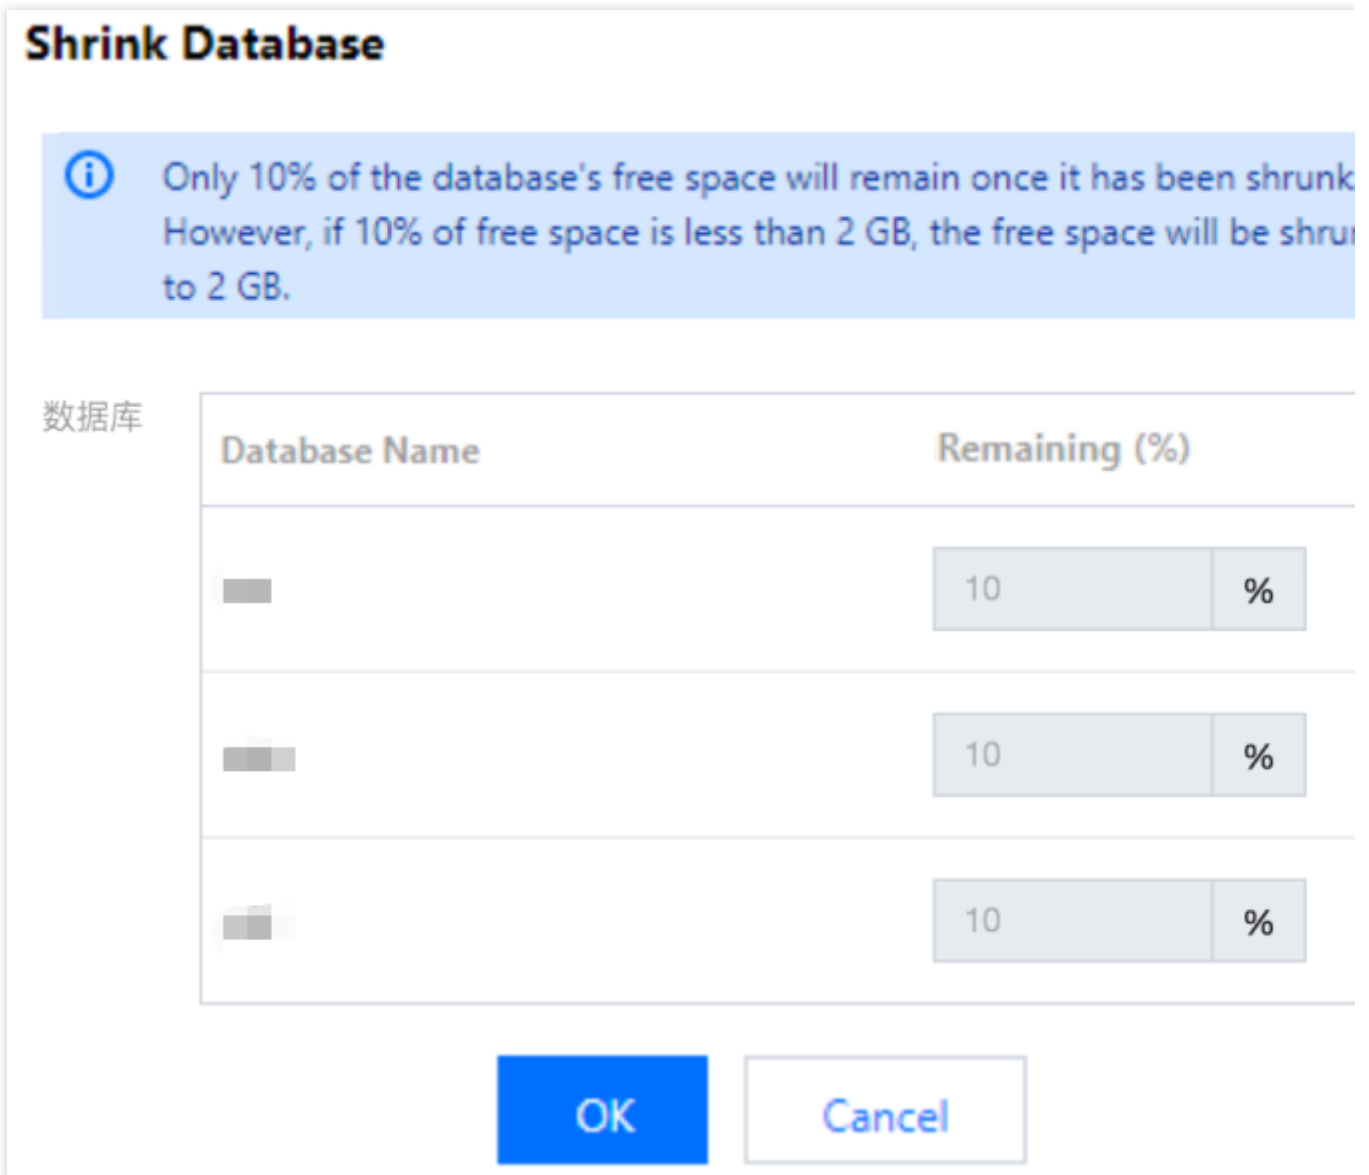 Shrink Database
Only 10% of the database's free space will remain once it has been shrunk.
However, if 10% of free space is less than 2 GB, the free space will be
to 2 GB.
数据库
Database Name Remaining (%)
10 %
10 %
10 %
OK Cancel